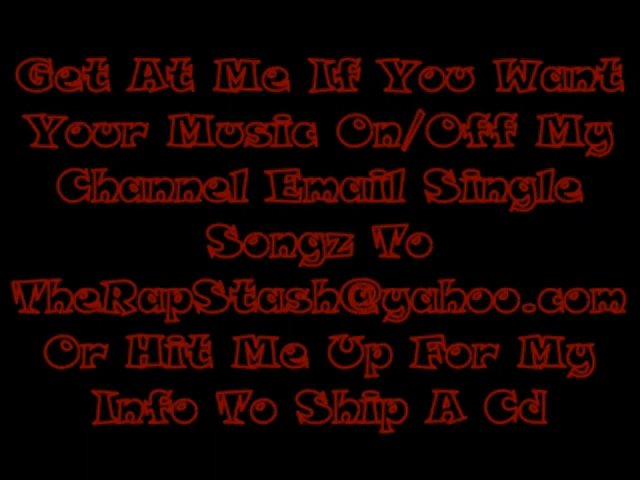 Get At Me If You Want
Your Music On/Off My
Channel Email Single
Songz To
TheRapStash@yahoo.com
Or Hit Me Up For My
Info To Ship A Cd